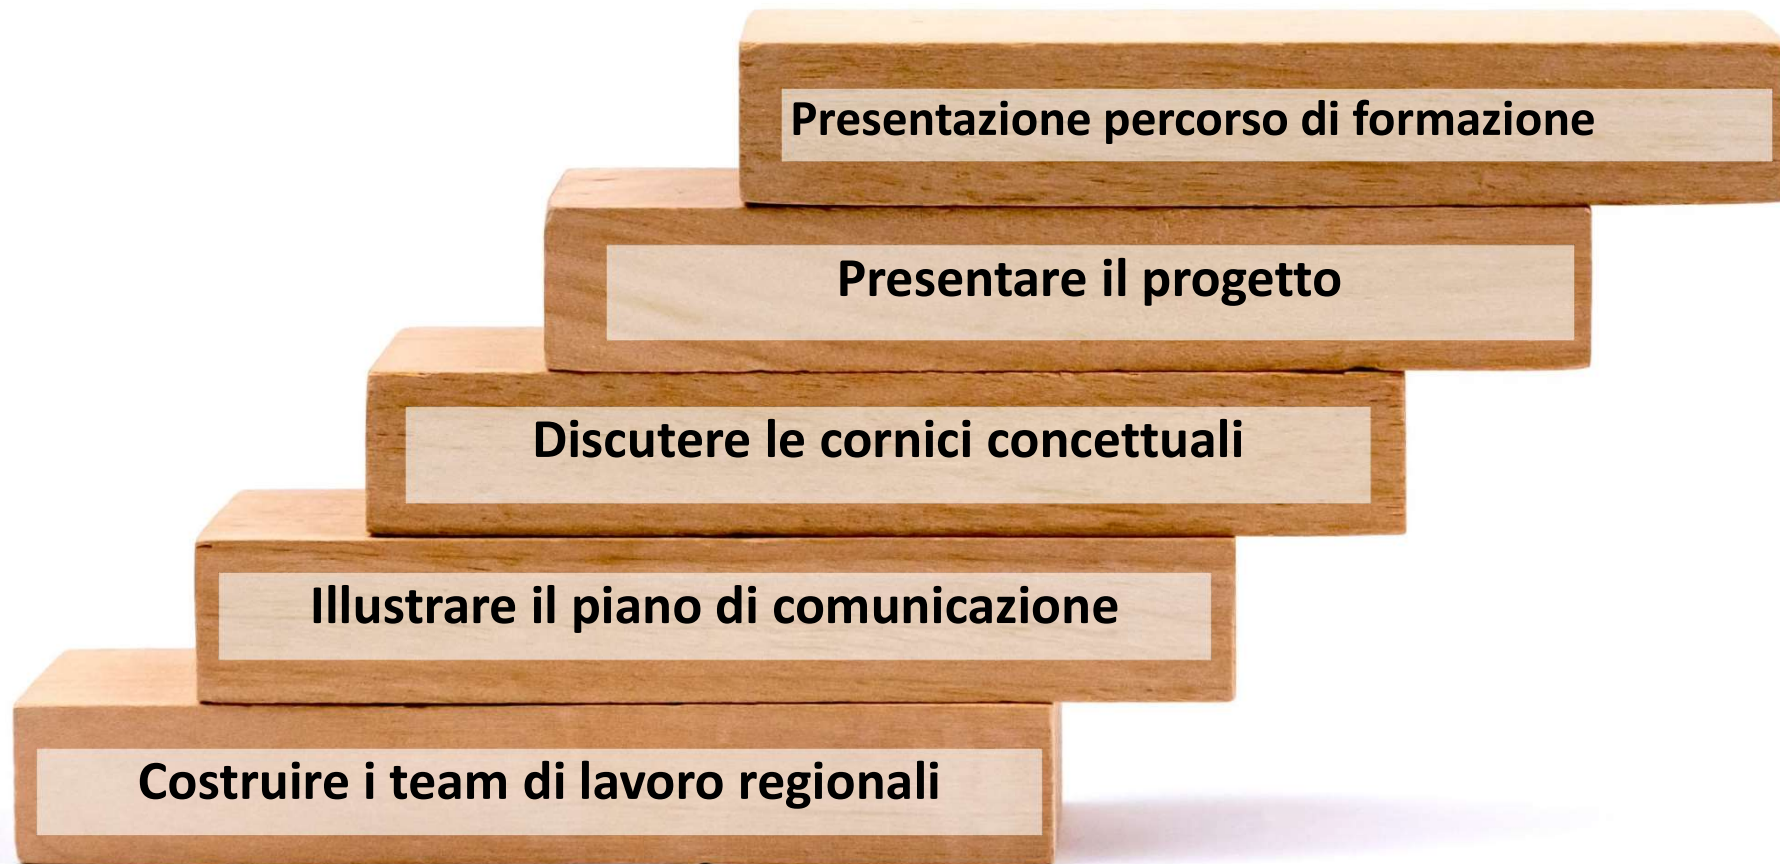 Presentazione percorso di formazione
Presentare il progetto
Discutere le cornici concettuali
Illustrare il piano di comunicazione
Costruire i team di lavoro regionali